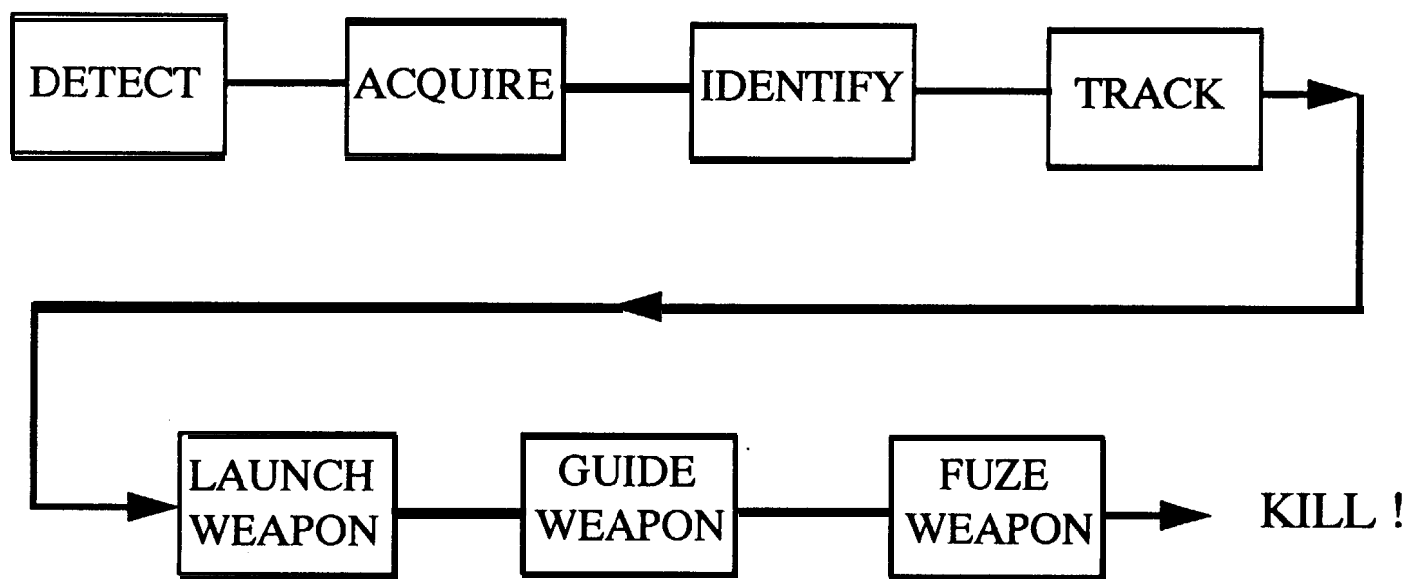 DETECT
ACQUIRE
IDENTIFY
TRACK
LAUNCH
WEAPON
GUIDE
WEAPON
FUZE
WEAPON
KILL !